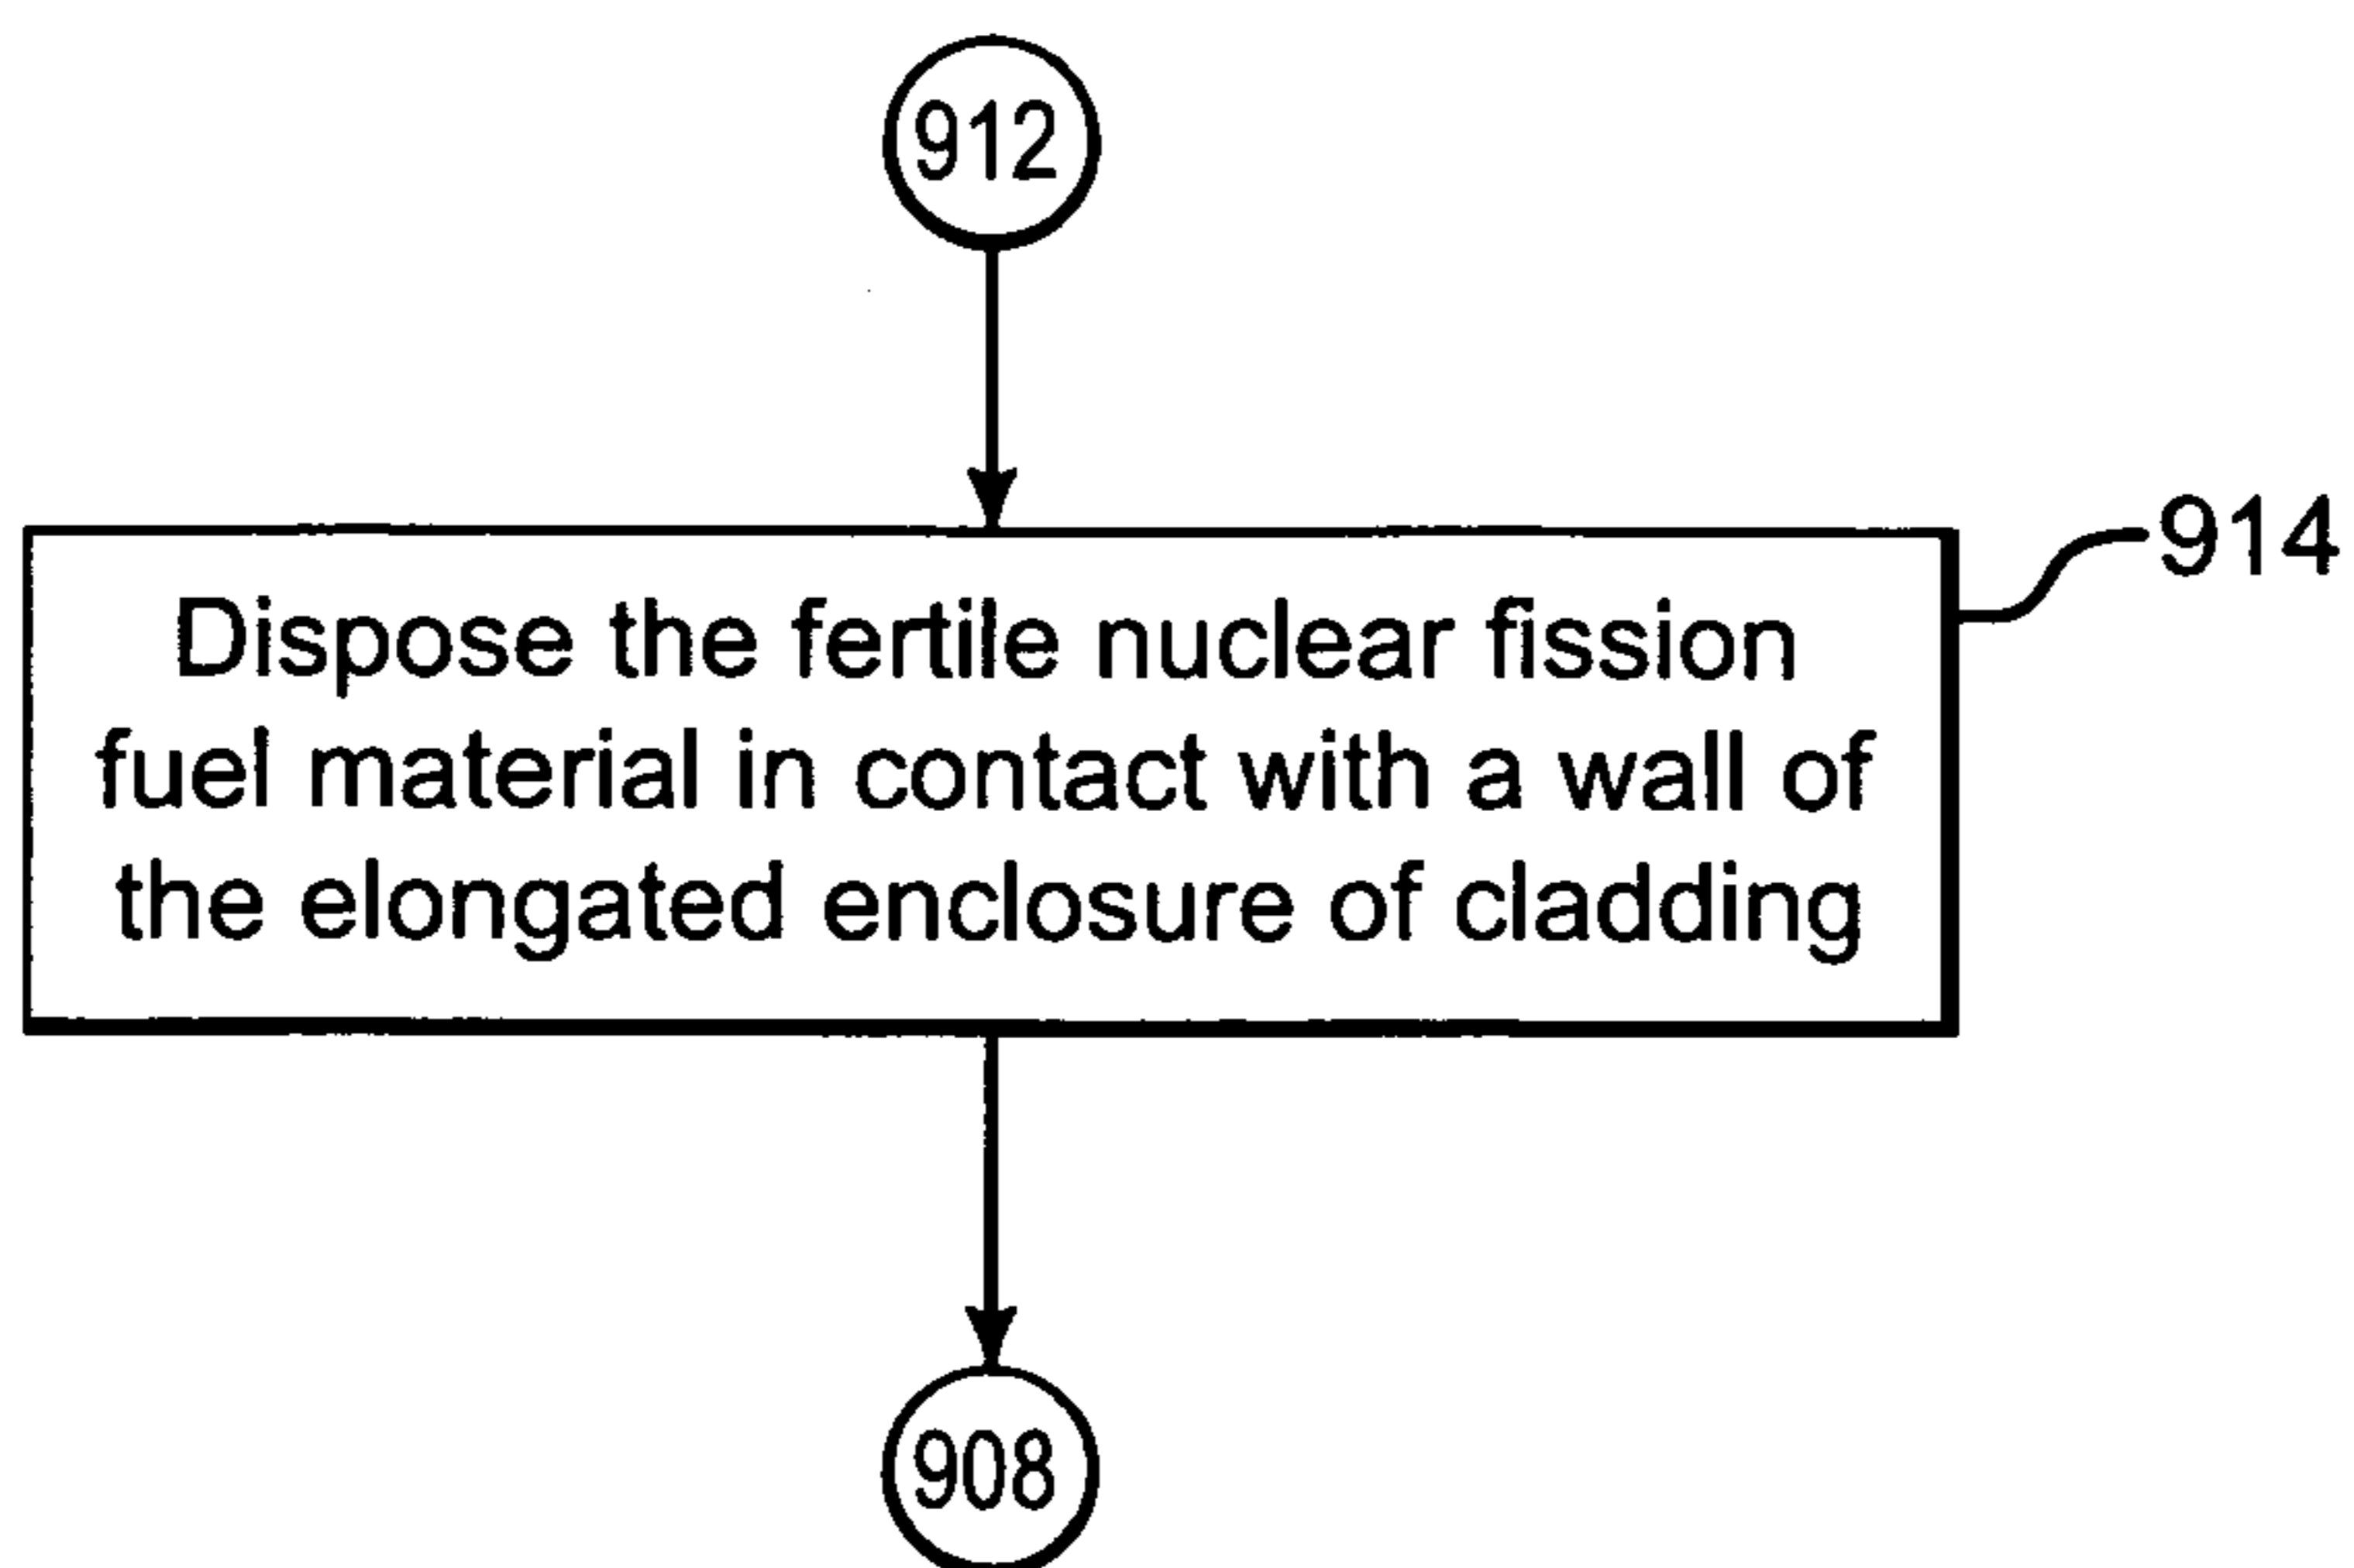 912
914
Dispose the fertile nuclear fission
fuel material in contact with a wall of
the elongated enclosure of cladding
908